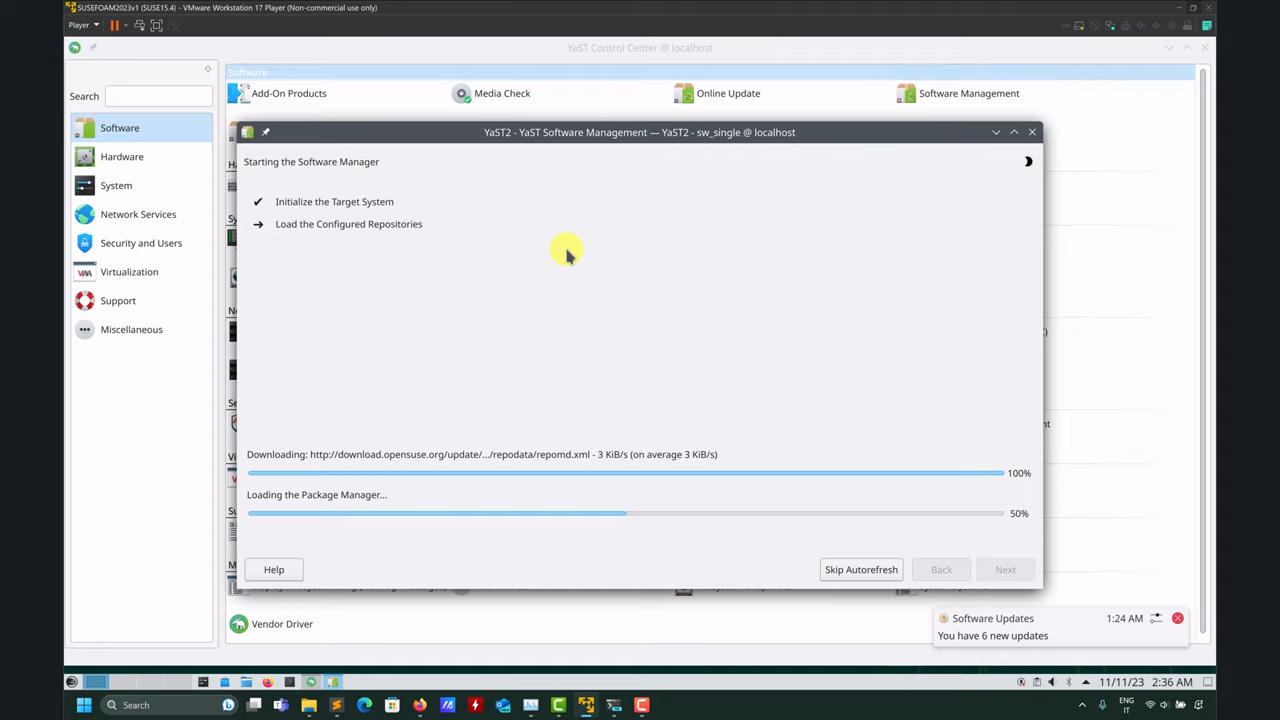 SUSEFOAM2023v1 (SUSE15.4) - VMware Workstation 17 Player (Non-commercial use only)
Player
YaST Control Center @ localhost
Search
Software
Hardware
System
Network Services
Security and Users
Virtualization
Support
Miscellaneous
Software
Add-On Products
Media Check
Online Update
Software Management
YaST2 - YaST Software Management — YaST2 - sw_single @ localhost
Starting the Software Manager
✔ Initialize the Target System
➔ Load the Configured Repositories
Downloading: http://download.opensuse.org/update/.../repodata/repomd.xml - 3 KiB/s (on average 3 KiB/s)
100%
Loading the Package Manager...
50%
Help
Skip Autorefresh
Back
Next
Vendor Driver
Software Updates 1:24 AM
You have 6 new updates
11/11/23 2:36 AM
Search
ENG
IT